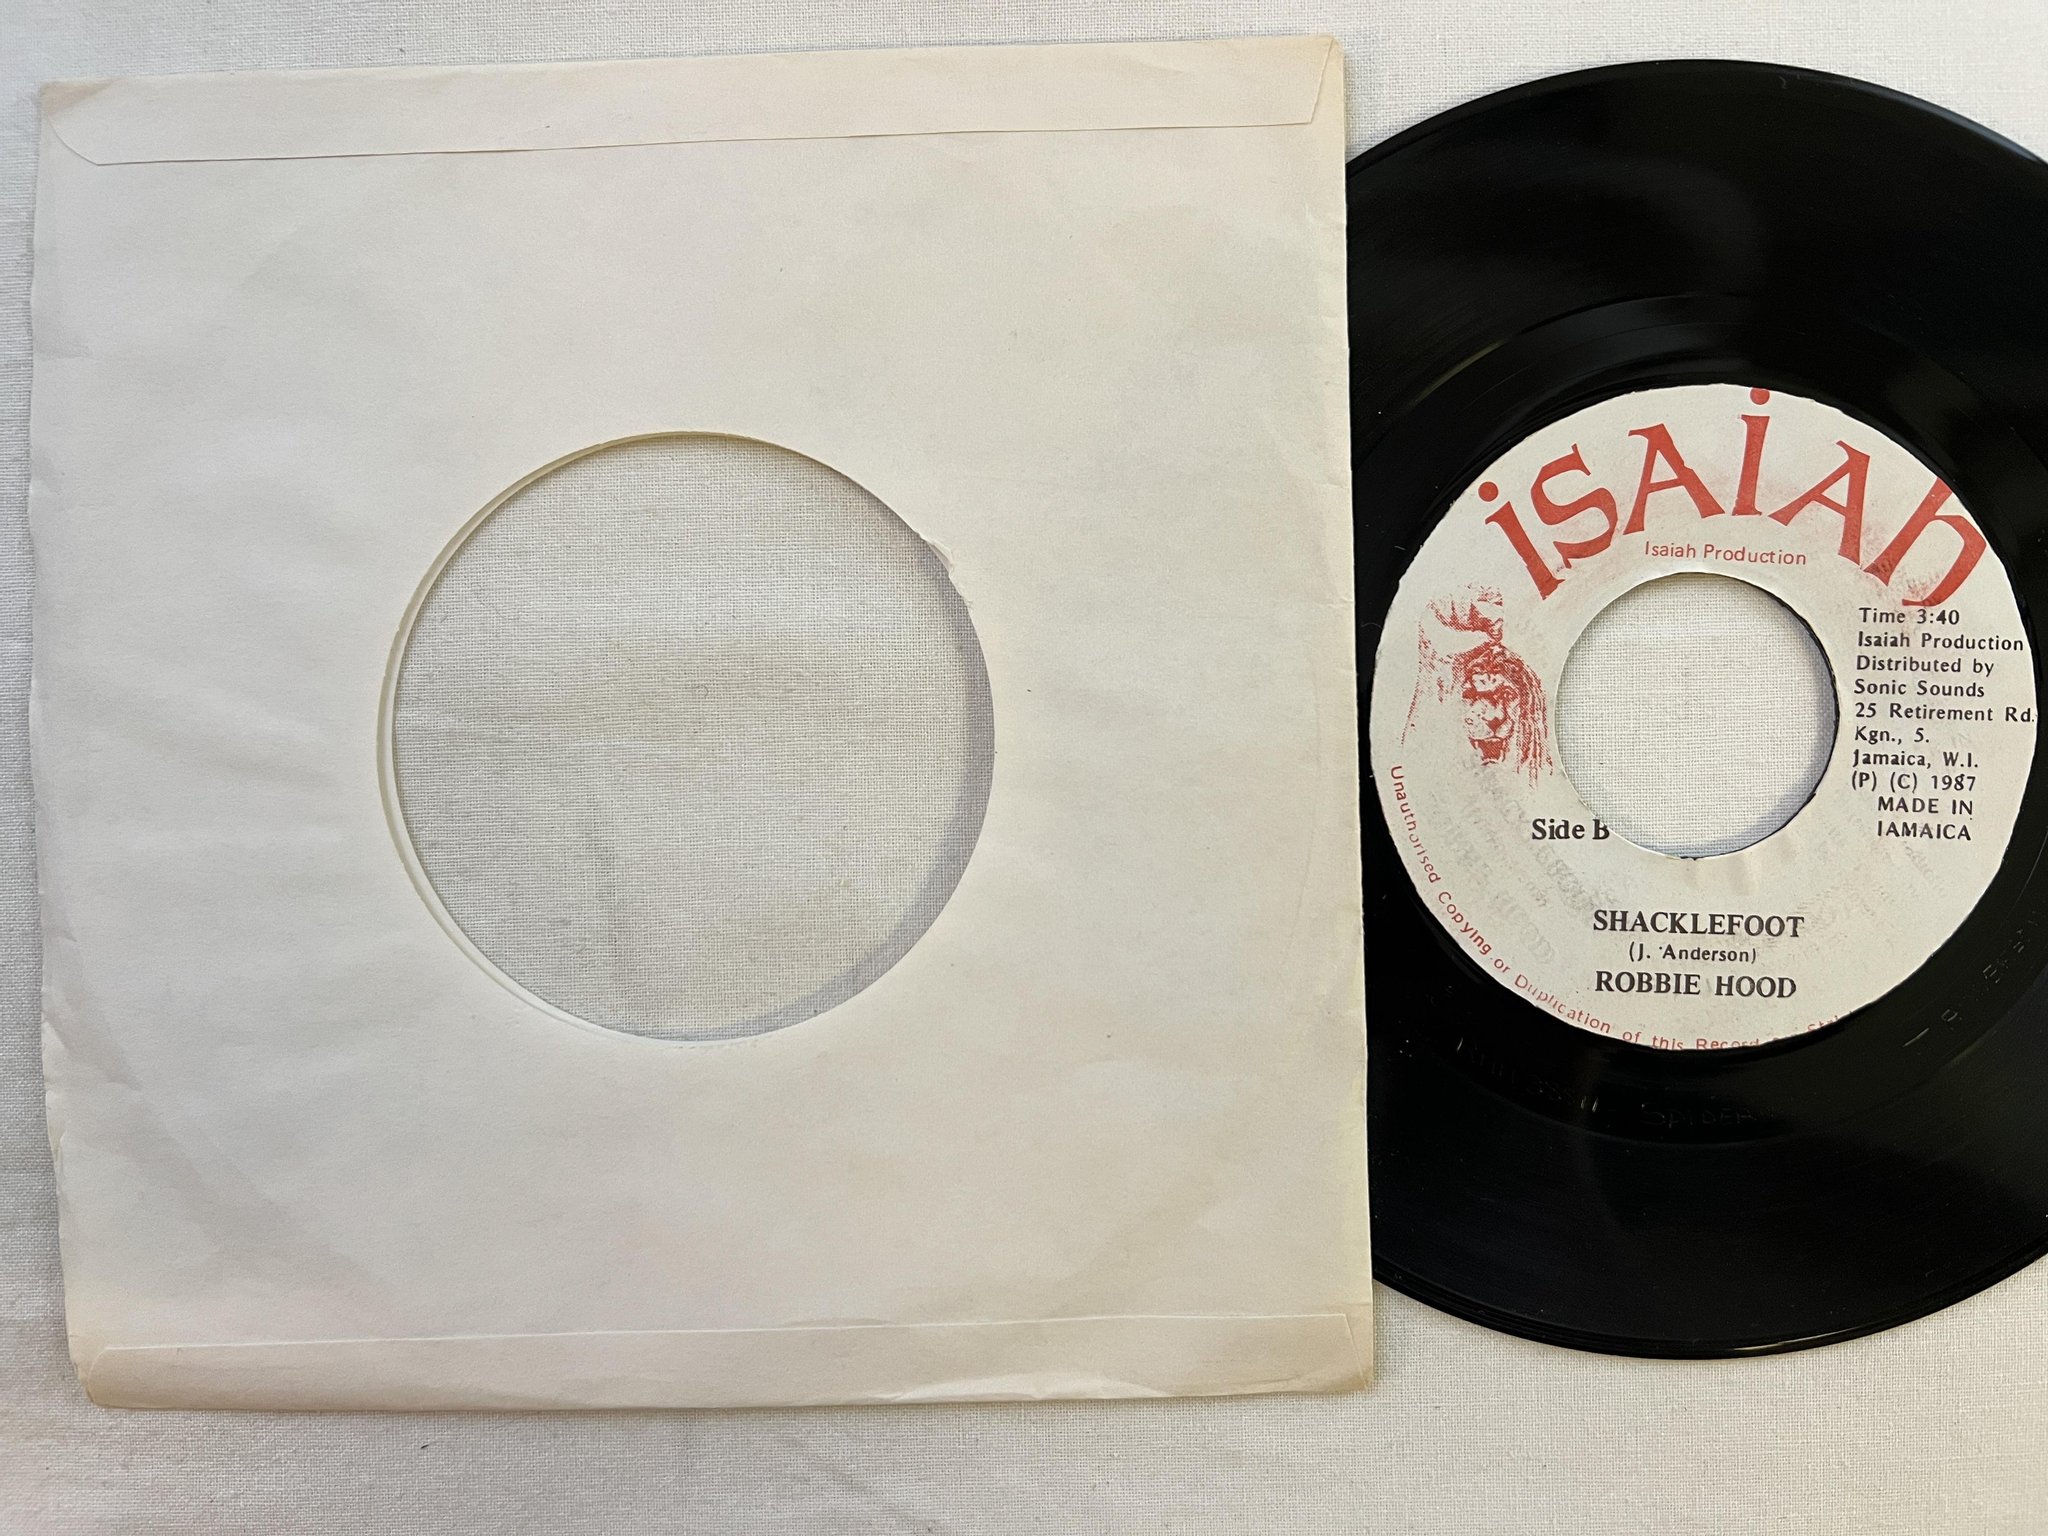 iSAiAh
Isaiah Production
Time 3:40
Isaiah Production
Distributed by
Sonic Sounds
25 Retirement Rd.
Kgn., 5.
Jamaica, W.I.
(P) (C) 1987
MADE IN
JAMAICA
Side B
SHACKLEFOOT
(J. Anderson)
ROBBIE HOOD
Unauthorised Copying or Duplication of this Record